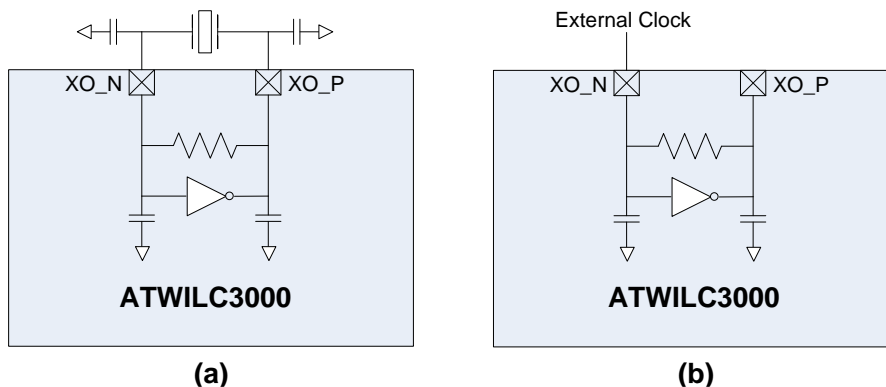 External Clock
XO_N
XO_P
XO_N
XO_P
ATWILC3000
ATWILC3000
(a)
(b)